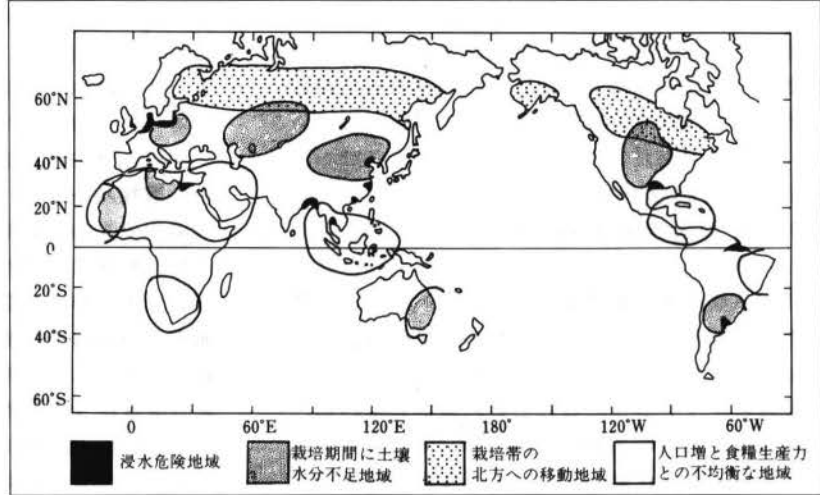 60°N
40°N
20°N
0
20°S
40°S
60°S
0
60°E
120°E
180°
120°W
60°W
浸水危険地域
栽培期間に土壌
水分不足地域
栽培帯の
北方への移動地域
人口増と食糧生産力
との不均衡な地域